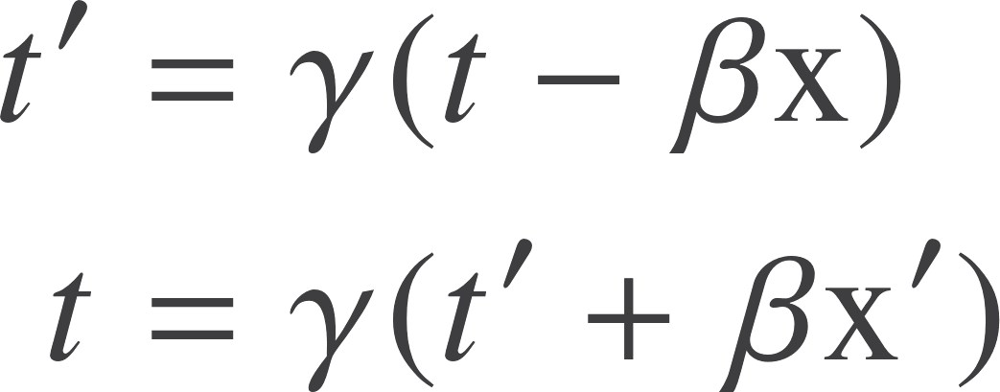 t′ = γ(t − βx)
t = γ(t′ + βx′)